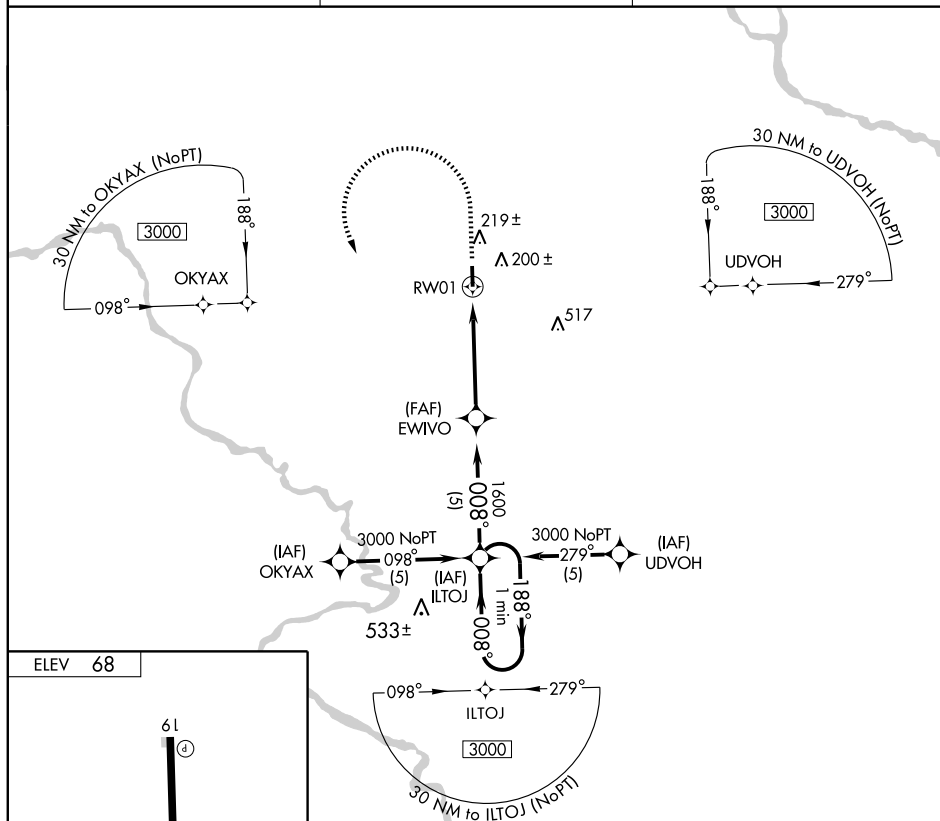 30 NM to OKYAX (NoPT)
3000
188°
OKYAX
098°
30 NM to UDVOH (NoPT)
188°
3000
UDVOH
279°
219±
200±
RW01
517
(FAF)
EWIVO
1600
008°
(5)
(IAF)
OKYAX
3000 NoPT
098°
(5)
(IAF)
ILTOJ
3000 NoPT
279°
(5)
(IAF)
UDVOH
188°
1 min
008°
533±
098°
279°
ILTOJ
3000
30 NM to ILTOJ (NoPT)
ELEV 68
19
P